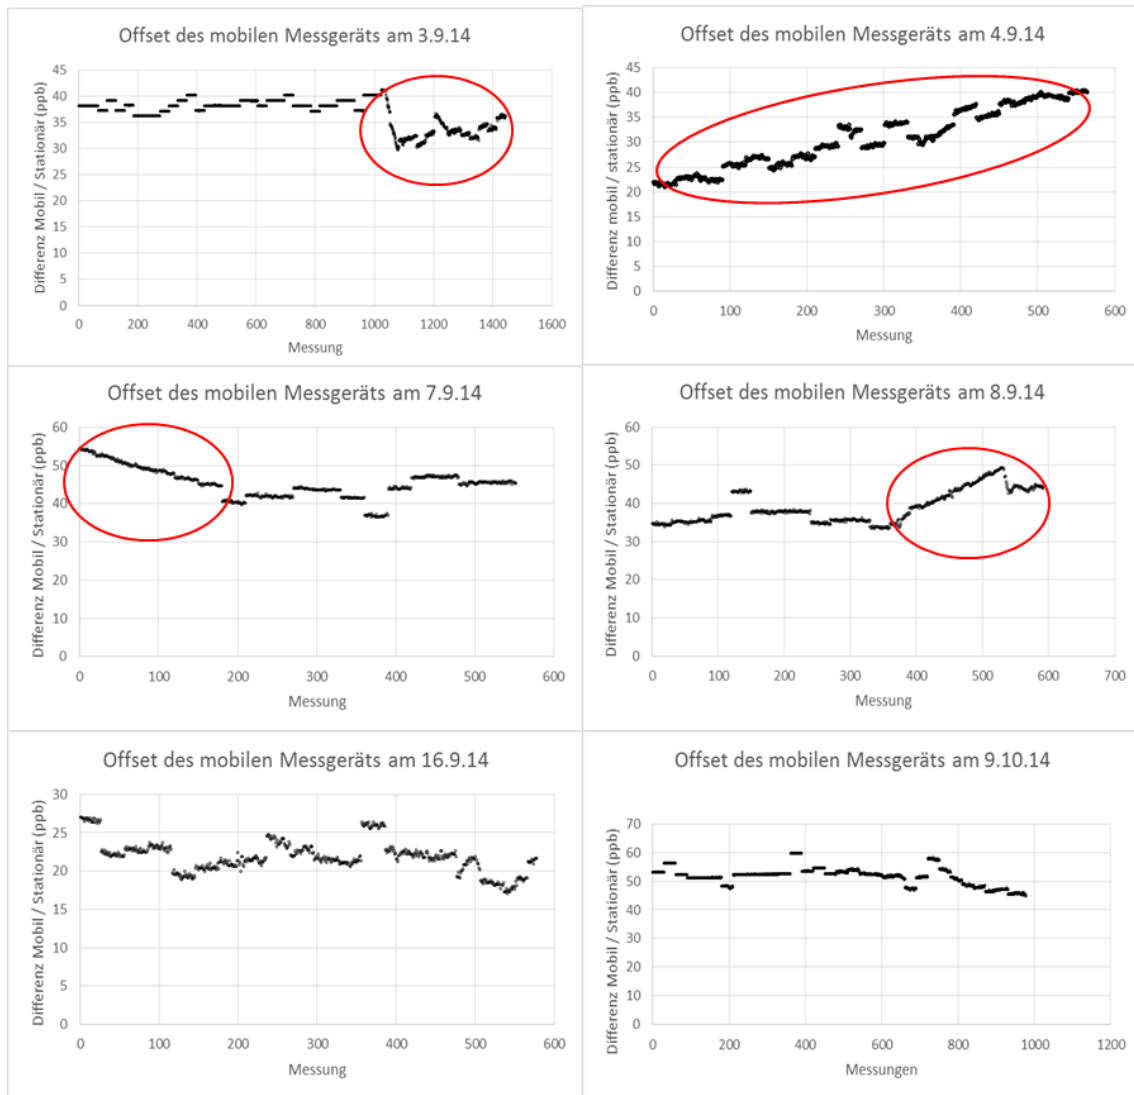 Offset des mobilen Messgeräts am 3.9.14
Differenz Mobil / Stationär (ppb)
45
40
35
30
25
20
15
10
5
0
0 200 400 600 800 1000 1200 1400 1600
Messung
Offset des mobilen Messgeräts am 4.9.14
Differenz mobil / stationär (ppb)
45
40
35
30
25
20
15
10
5
0
0 100 200 300 400 500 600
Messung
Offset des mobilen Messgeräts am 7.9.14
Differenz Mobil / Stationär (ppb)
60
50
40
30
20
10
0
0 100 200 300 400 500 600
Messung
Offset des mobilen Messgeräts am 8.9.14
Differenz Mobil / Stationär (ppb)
60
50
40
30
20
10
0
0 100 200 300 400 500 600 700
Messung
Offset des mobilen Messgeräts am 16.9.14
Differenz Mobil / Stationär (ppb)
30
25
20
15
10
5
0
0 100 200 300 400 500 600
Messung
Offset des mobilen Messgeräts am 9.10.14
Differenz Mobil / Stationär (ppb)
70
60
50
40
30
20
10
0
0 200 400 600 800 1000 1200
Messungen